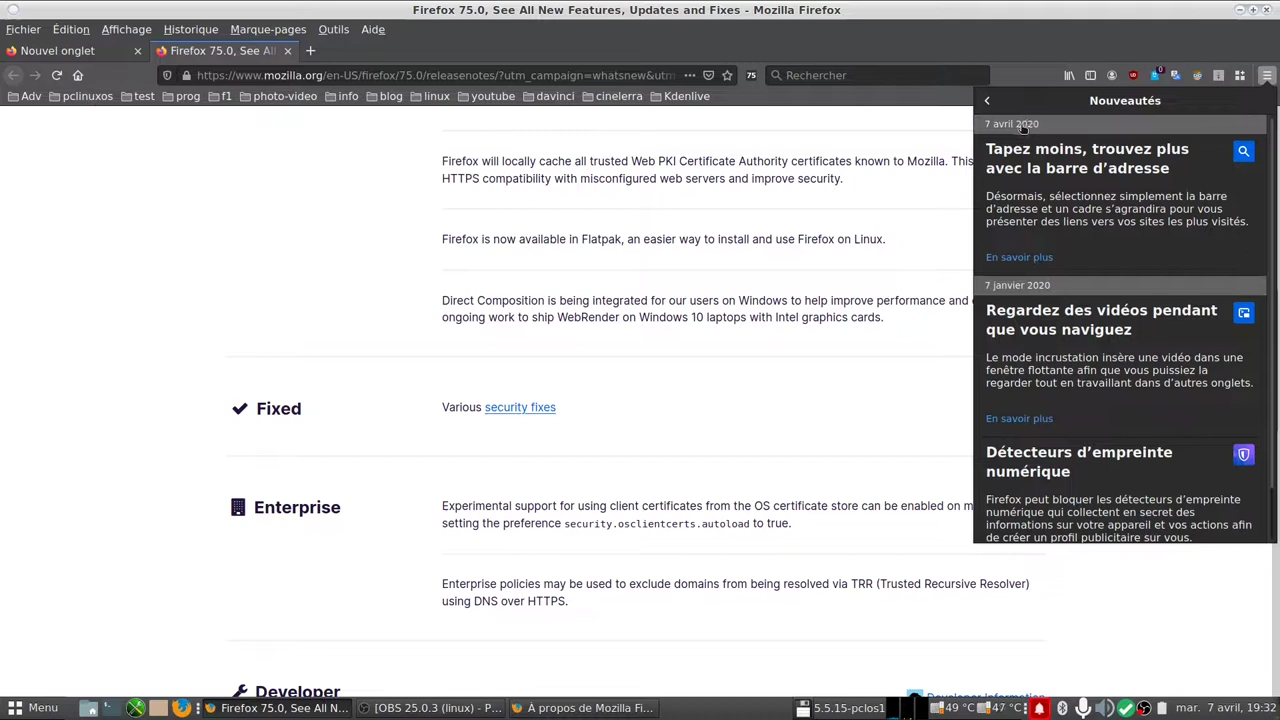 Firefox 75.0, See All New Features, Updates and Fixes - Mozilla Firefox
Fichier Édition Affichage Historique Marque-pages Outils Aide
Nouvel onglet Firefox 75.0, See All
https://www.mozilla.org/en-US/firefox/75.0/releasenotes/?utm_campaign=whatsnew&utm 75 Rechercher 0
Adv pclinuxos test prog f1 photo-video info blog linux youtube davinci cinelerra Kdenlive
Firefox will locally cache all trusted Web PKI Certificate Authority certificates known to Mozilla. This
HTTPS compatibility with misconfigured web servers and improve security.
Firefox is now available in Flatpak, an easier way to install and use Firefox on Linux.
Direct Composition is being integrated for our users on Windows to help improve performance and
ongoing work to ship WebRender on Windows 10 laptops with Intel graphics cards.
Fixed
Various security fixes
Enterprise
Experimental support for using client certificates from the OS certificate store can be enabled on m
setting the preference security.osclientcerts.autoload to true.
Enterprise policies may be used to exclude domains from being resolved via TRR (Trusted Recursive Resolver)
using DNS over HTTPS.
Developer
Developer Information
Nouveautés
7 avril 2020
Tapez moins, trouvez plus
avec la barre d’adresse
Désormais, sélectionnez simplement la barre
d’adresse et un cadre s’agrandira pour vous
présenter des liens vers vos sites les plus visités.
En savoir plus
7 janvier 2020
Regardez des vidéos pendant
que vous naviguez
Le mode incrustation insère une vidéo dans une
fenêtre flottante afin que vous puissiez la
regarder tout en travaillant dans d’autres onglets.
En savoir plus
Détecteurs d’empreinte
numérique
Firefox peut bloquer les détecteurs d’empreinte
numérique qui collectent en secret des
informations sur votre appareil et vos actions afin
de créer un profil publicitaire sur vous.
Menu Firefox 75.0, See All N... [OBS 25.0.3 (linux) - P... À propos de Mozilla Fi... 5.5.15-pclos1 49 °C 47 °C mar. 7 avril, 19:32